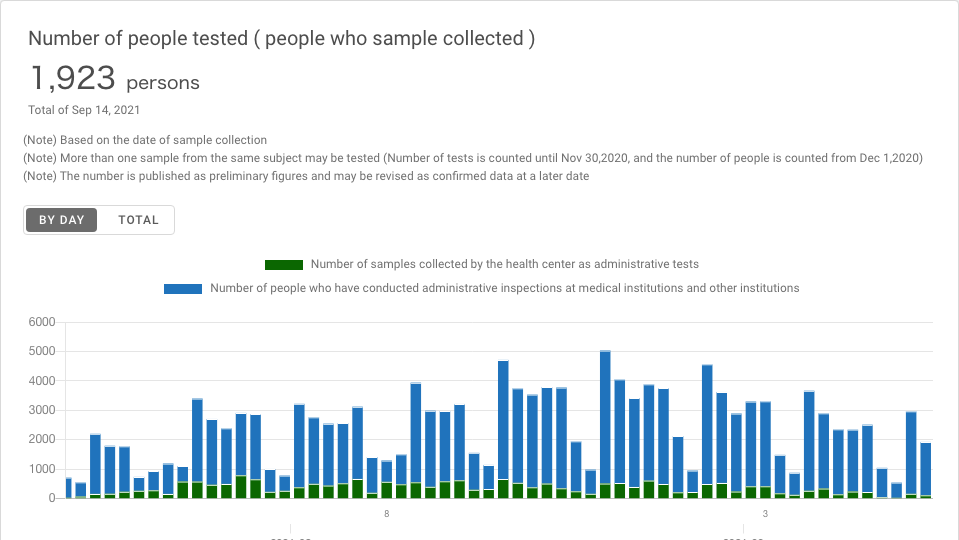 Number of people tested ( people who sample collected )
1,923 persons
Total of Sep 14, 2021
(Note) Based on the date of sample collection
(Note) More than one sample from the same subject may be tested (Number of tests is counted until Nov 30,2020, and the number of people is counted from Dec 1,2020)
(Note) The number is published as preliminary figures and may be revised as confirmed data at a later date
BY DAY TOTAL
Number of samples collected by the health center as administrative tests
Number of people who have conducted administrative inspections at medical institutions and other institutions
6000
5000
4000
3000
2000
1000
0
8 3